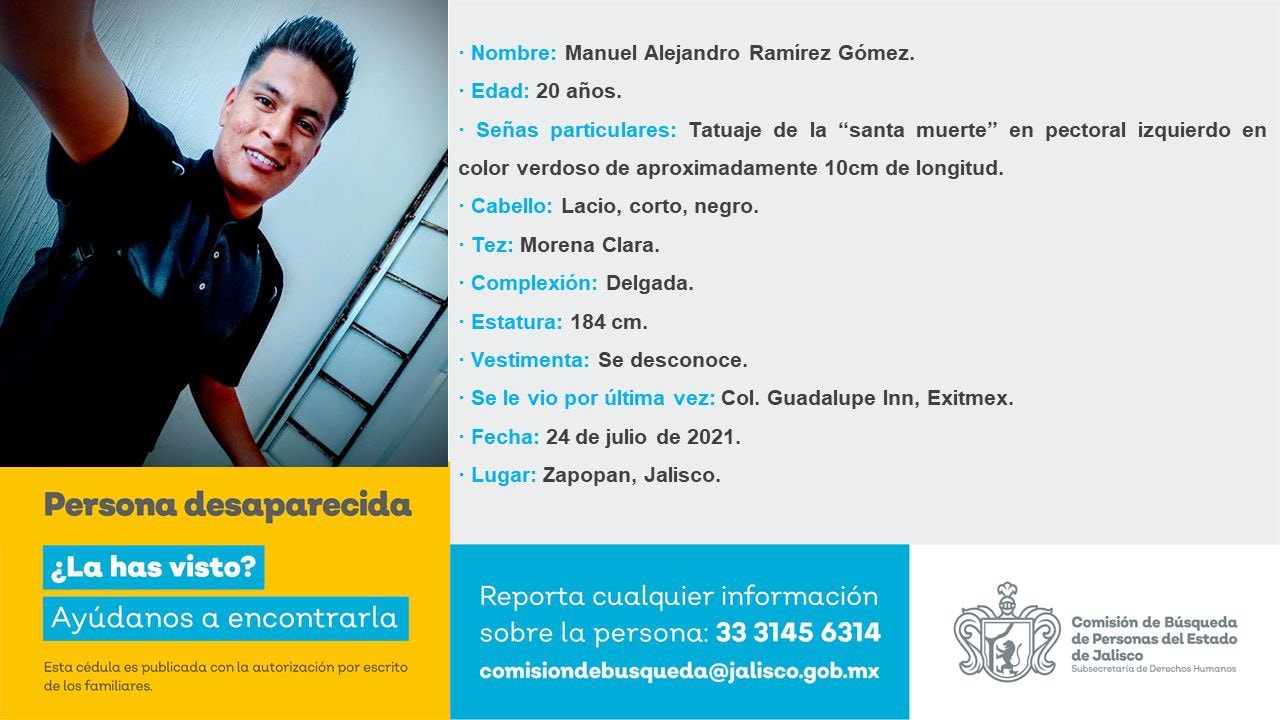 · Nombre: Manuel Alejandro Ramírez Gómez.
· Edad: 20 años.
· Señas particulares: Tatuaje de la “santa muerte” en pectoral izquierdo en
color verdoso de aproximadamente 10cm de longitud.
· Cabello: Lacio, corto, negro.
· Tez: Morena Clara.
· Complexión: Delgada.
· Estatura: 184 cm.
· Vestimenta: Se desconoce.
· Se le vio por última vez: Col. Guadalupe Inn, Exitmex.
· Fecha: 24 de julio de 2021.
· Lugar: Zapopan, Jalisco.
Persona desaparecida
¿La has visto?
Ayúdanos a encontrarla
Esta cédula es publicada con la autorización por escrito
de los familiares.
Reporta cualquier información
sobre la persona: 33 3145 6314
comisiondebusqueda@jalisco.gob.mx
Comisión de Búsqueda
de Personas del Estado
de Jalisco
Subsecretaría de Derechos Humanos